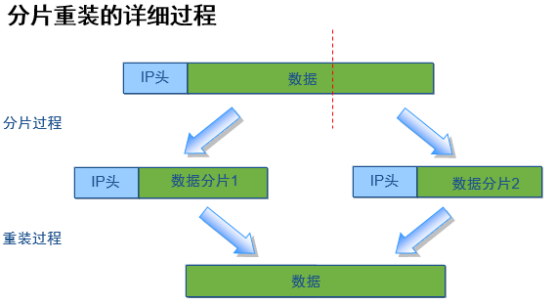 分片重装的详细过程
IP头
数据
分片过程
IP头
数据分片1
IP头
数据分片2
重装过程
数据